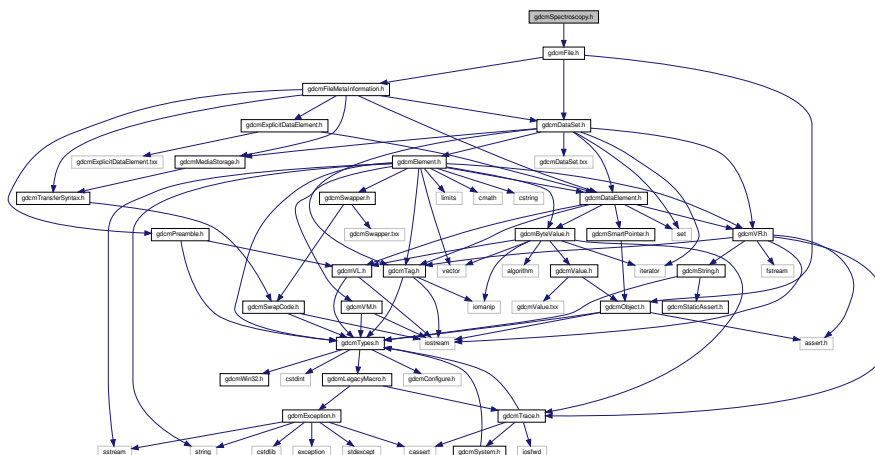 gdcmSpectroscopy.h
gdcmFile.h
gdcmFileMetaInformation.h
gdcmExplicitDataElement.h
gdcmDataSet.h
gdcmExplicitDataElement.txx
gdcmMediaStorage.h
gdcmElement.h
gdcmDataSet.txx
gdcmTransferSyntax.h
gdcmSwapper.h
limits
cmath
cstring
gdcmDataElement.h
set
gdcmPreamble.h
gdcmSwapper.txx
gdcmByteValue.h
gdcmSmartPointer.h
gdcmVR.h
gdcmVL.h
gdcmTag.h
vector
algorithm
gdcmValue.h
iterator
gdcmString.h
fstream
gdcmSwapCode.h
gdcmVM.h
iomanip
gdcmValue.txx
gdcmObject.h
gdcmStaticAssert.h
gdcmTypes.h
iostream
assert.h
gdcmWin32.h
cstdint
gdcmLegacyMacro.h
gdcmConfigure.h
gdcmException.h
gdcmTrace.h
sstream
string
cstdlib
exception
stdexcept
cassert
gdcmSystem.h
iosfwd